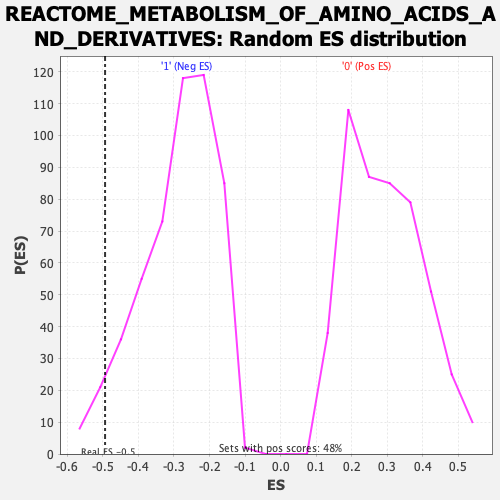 REACTOME_METABOLISM_OF_AMINO_ACIDS_A
ND_DERIVATIVES: Random ES distribution
'1' (Neg ES)
'0' (Pos ES)
120
110
100
90
80
70
60
50
40
30
20
10
0
P(ES)
Real ES -0.5
Sets with pos scores: 48%
-0.6 -0.5 -0.4 -0.3 -0.2 -0.1 0.0 0.1 0.2 0.3 0.4 0.5
ES